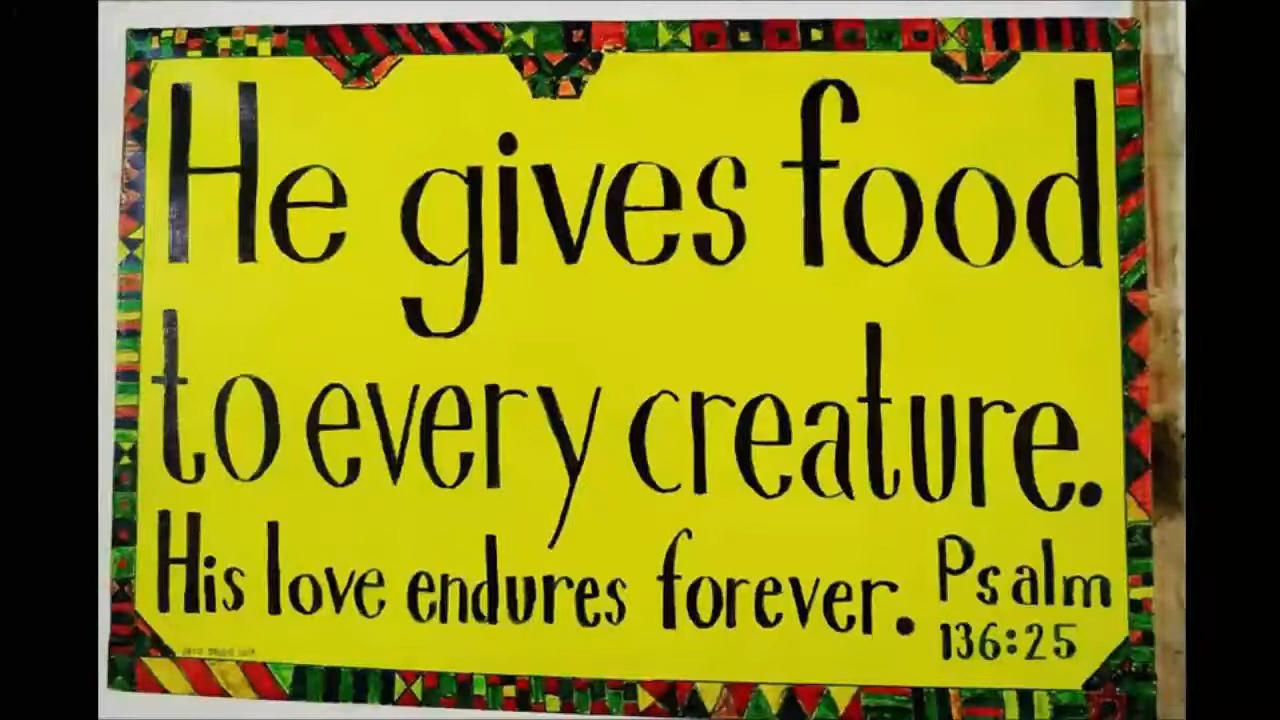 He gives food
to every creature.
His love endures forever. Psalm
136:25